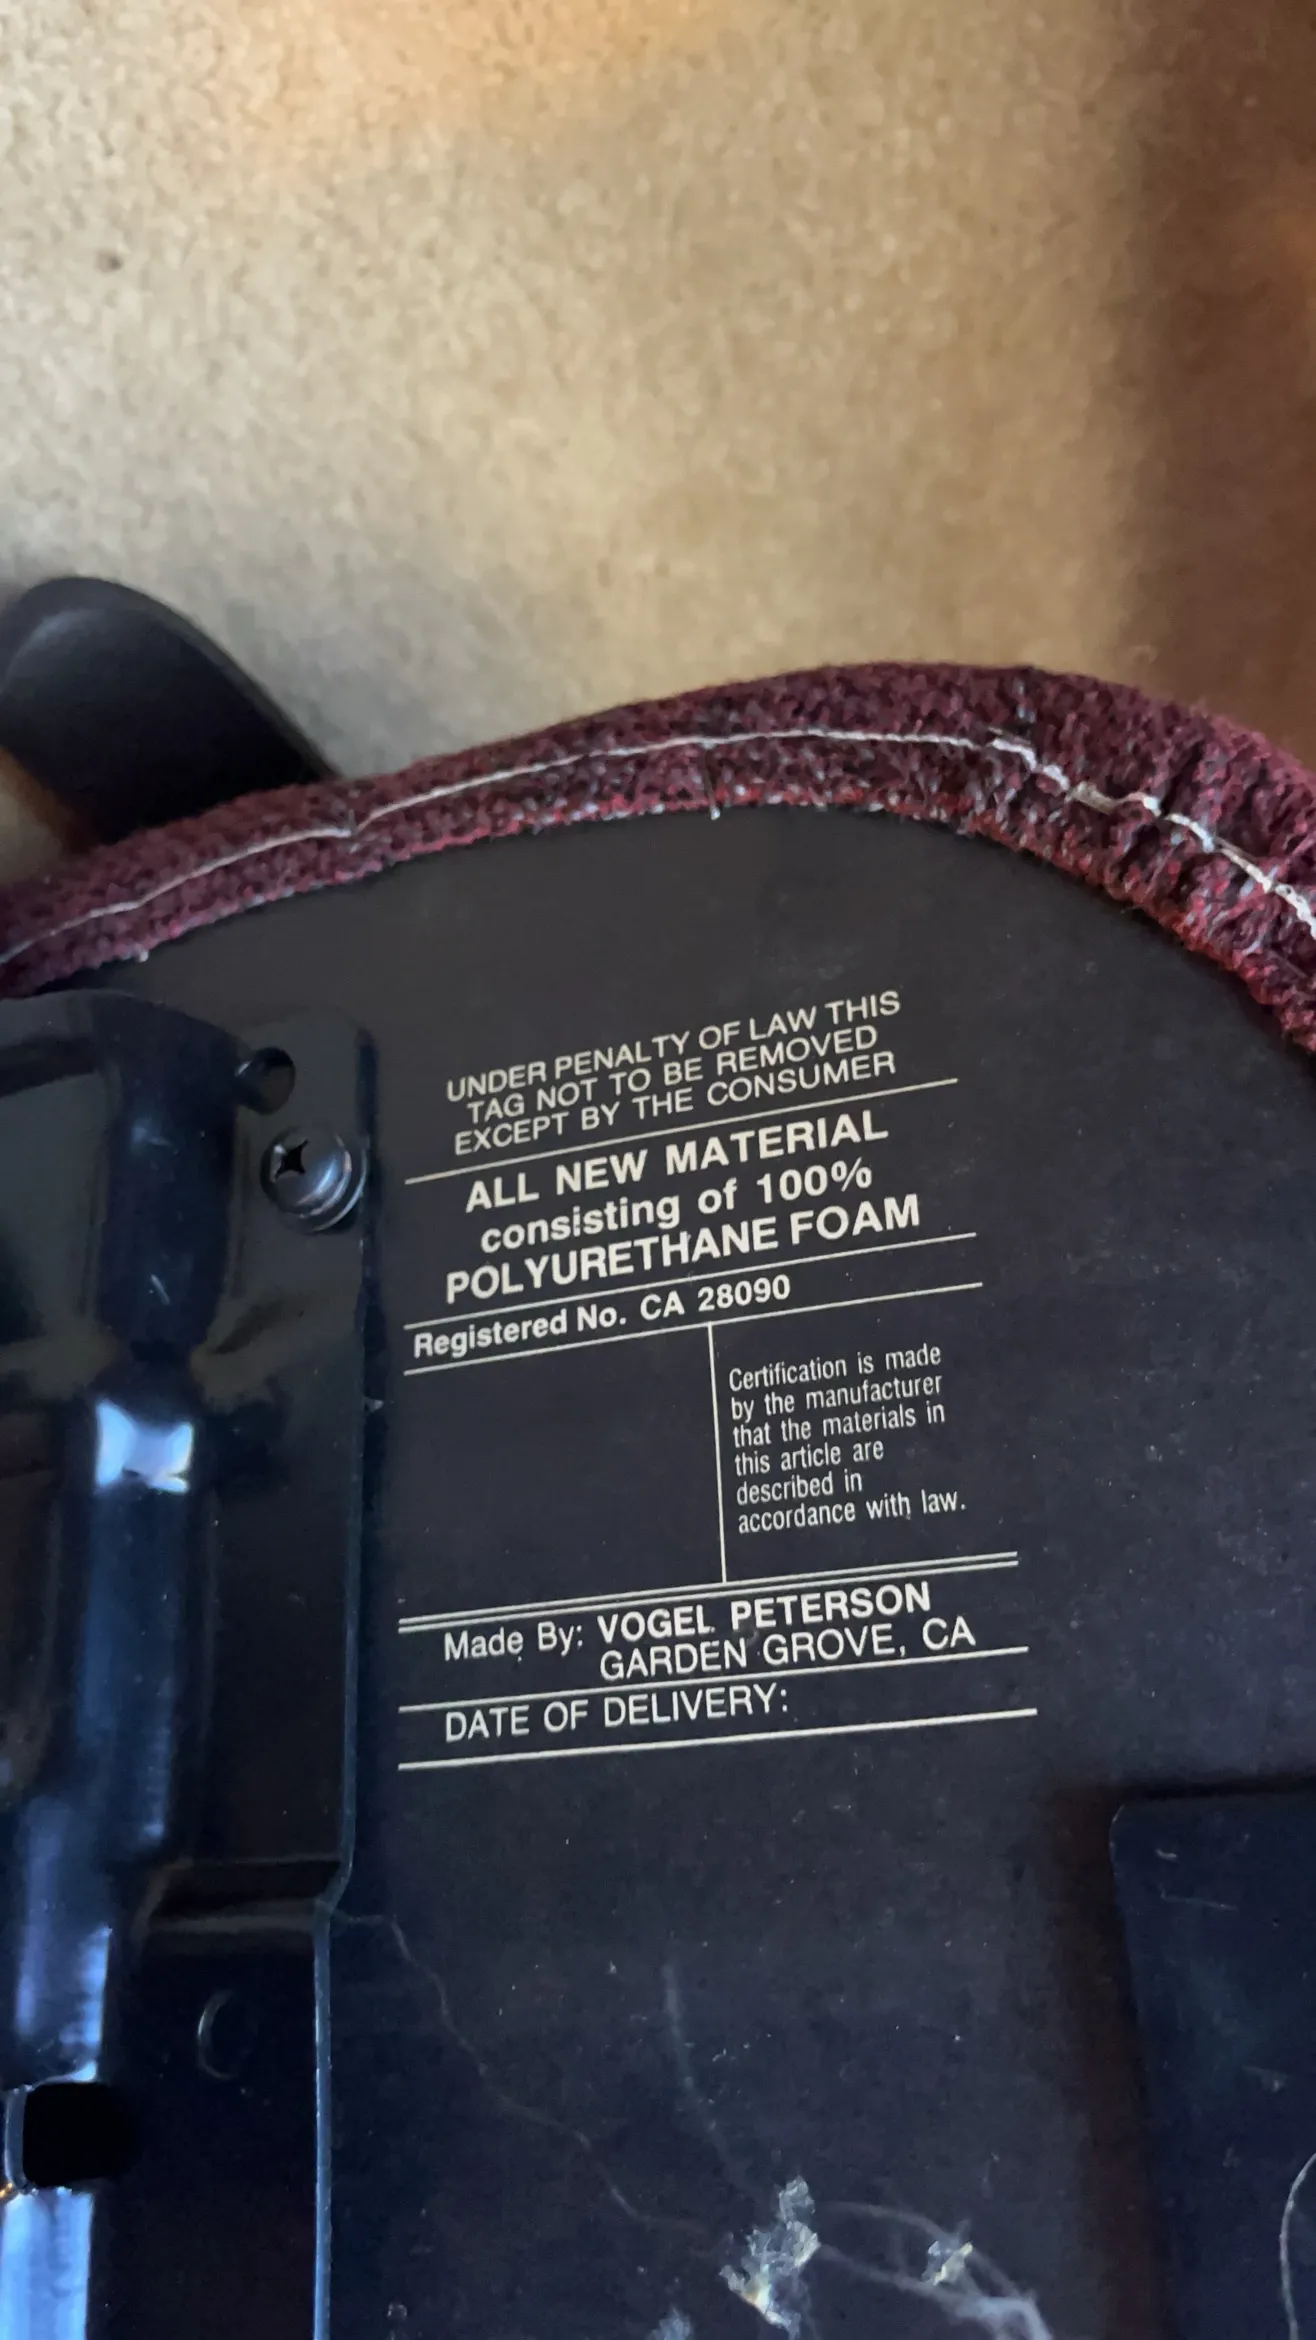 UNDER PENALTY OF LAW THIS
TAG NOT TO BE REMOVED
EXCEPT BY THE CONSUMER
ALL NEW MATERIAL
consisting of 100%
POLYURETHANE FOAM
Registered No. CA 28090
Certification is made
by the manufacturer
that the materials in
this article are
described in
accordance with law.
Made By: VOGEL PETERSON
GARDEN GROVE, CA
DATE OF DELIVERY: